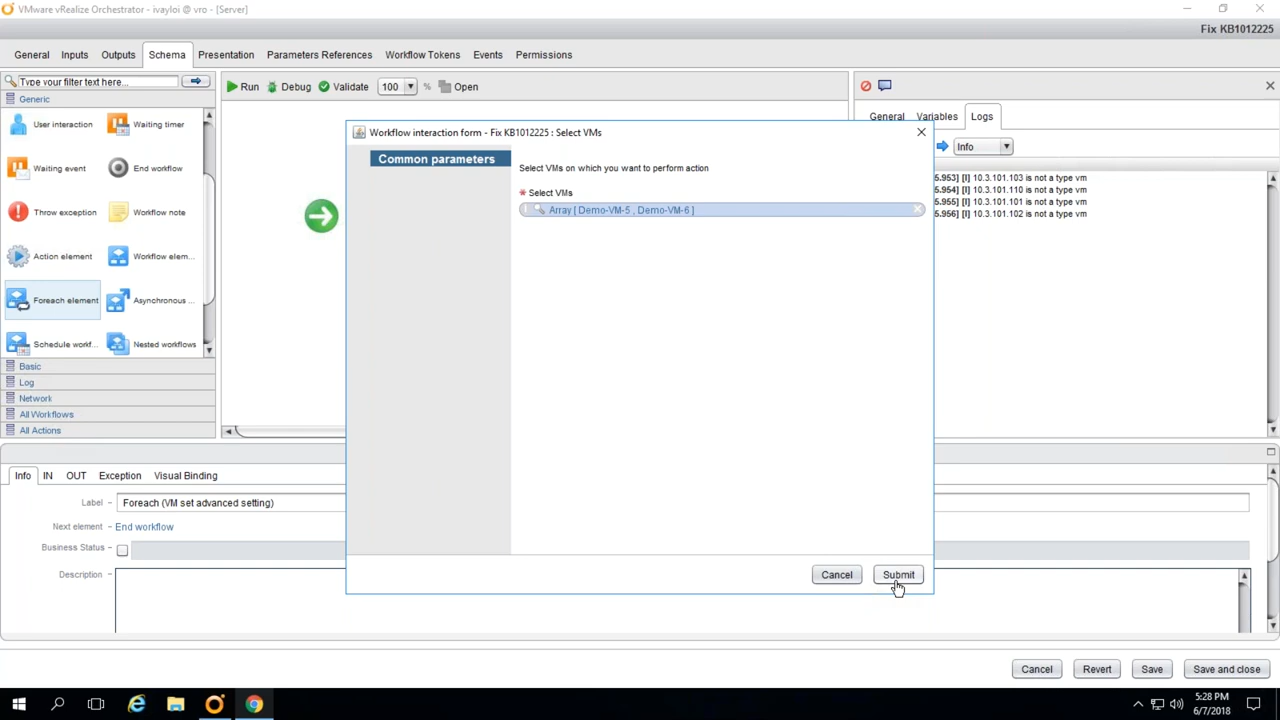 VMware vRealize Orchestrator - ivayloi @ vro - [Server]
Fix KB1012225
General Inputs Outputs Schema Presentation Parameters References Workflow Tokens Events Permissions
Type your filter text here...
Run Debug Validate 100 % Open
Generic
User interaction Waiting timer
Waiting event End workflow
Throw exception Workflow note
Action element Workflow elem...
Foreach element Asynchronous ...
Schedule workf... Nested workflows
Basic
Log
Network
All Workflows
All Actions
Workflow interaction form - Fix KB1012225 : Select VMs
Common parameters
Select VMs on which you want to perform action
* Select VMs
Array [ Demo-VM-5 , Demo-VM-6 ]
Cancel Submit
General Variables Logs
Info
5.953] [I] 10.3.101.103 is not a type vm
5.954] [I] 10.3.101.110 is not a type vm
5.955] [I] 10.3.101.101 is not a type vm
5.956] [I] 10.3.101.102 is not a type vm
Info IN OUT Exception Visual Binding
Label Foreach (VM set advanced setting)
Next element End workflow
Business Status
Description
Cancel Revert Save Save and close
5:28 PM
6/7/2018